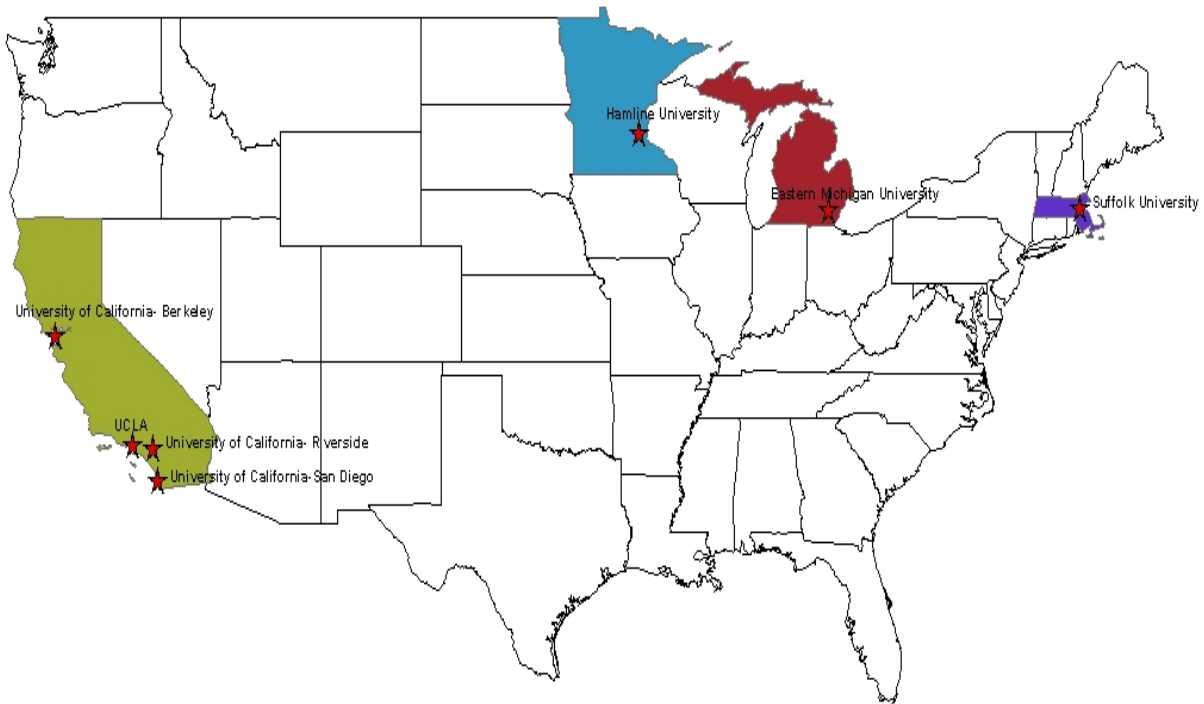 Hamline University
Eastern Michigan University
Suffolk University
University of California- Berkeley
UCLA
University of California- Riverside
University of California-San Diego